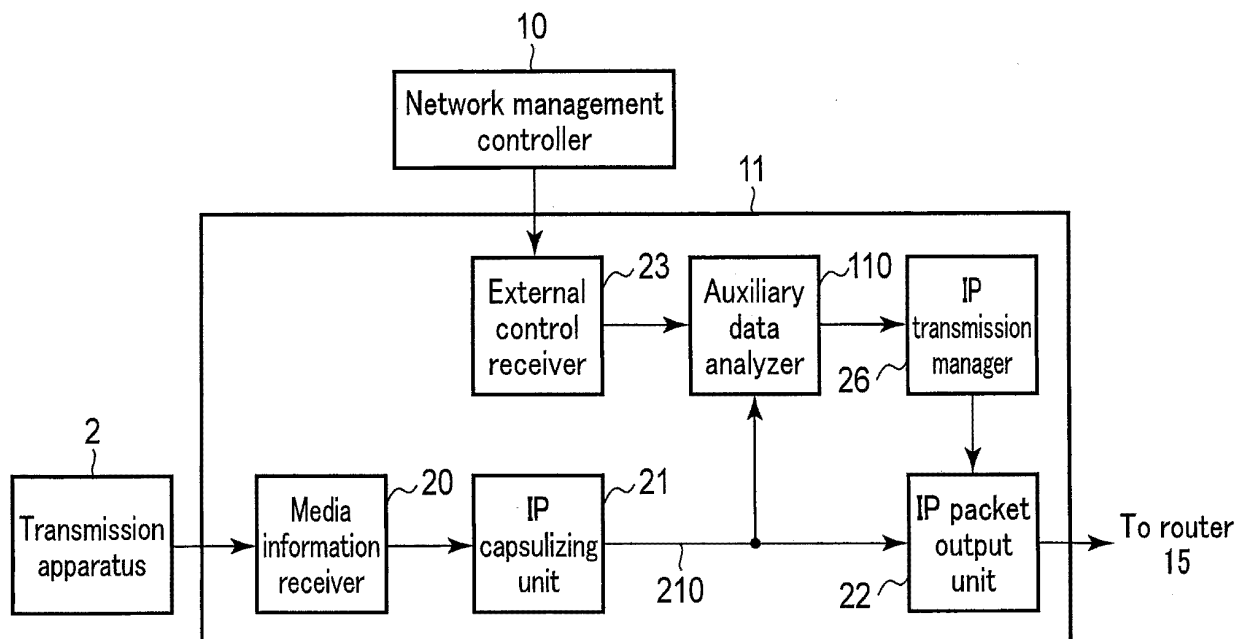 10
Network management
controller
11
External
control
receiver
23
Auxiliary
data
analyzer
110
IP
transmission
manager
26
2
Transmission
apparatus
Media
information
receiver
20
IP
capsulizing
unit
21
210
IP packet
output
unit
22
To router
15